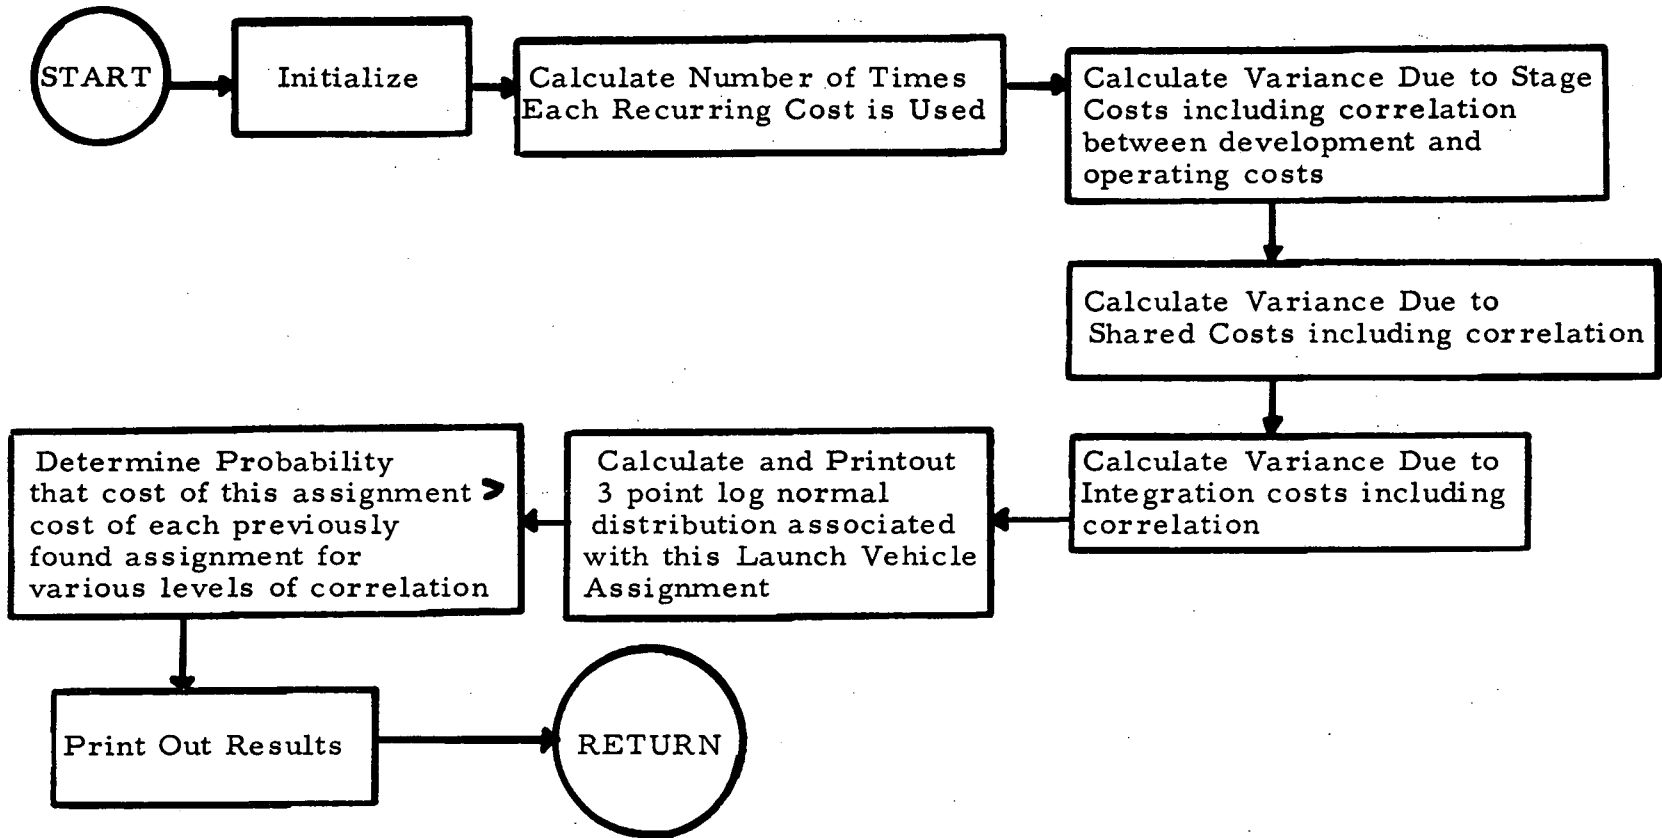 START
Initialize
Calculate Number of Times
Each Recurring Cost is Used
Calculate Variance Due to Stage
Costs including correlation
between development and
operating costs
Calculate Variance Due to
Shared Costs including correlation
Calculate Variance Due to
Integration costs including
correlation
Calculate and Printout
3 point log normal
distribution associated
with this Launch Vehicle
Assignment
Determine Probability
that cost of this assignment >
cost of each previously
found assignment for
various levels of correlation
Print Out Results
RETURN